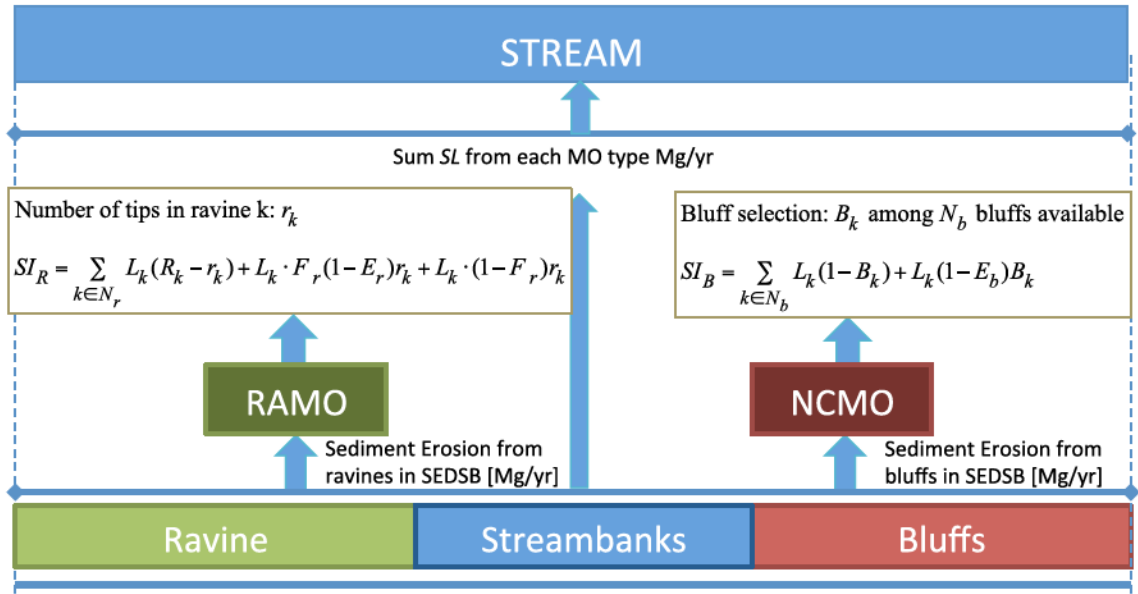 STREAM
Sum SL from each MO type Mg/yr
Number of tips in ravine k: r_k
SI_R = ∑_{k∈N_r} L_k(R_k − r_k) + L_k · F_r(1 − E_r)r_k + L_k · (1 − F_r)r_k
Bluff selection: B_k among N_b bluffs available
SI_B = ∑_{k∈N_b} L_k(1 − B_k) + L_k(1 − E_b)B_k
RAMO
NCMO
Sediment Erosion from
ravines in SEDSB [Mg/yr]
Sediment Erosion from
bluffs in SEDSB [Mg/yr]
Ravine
Streambanks
Bluffs